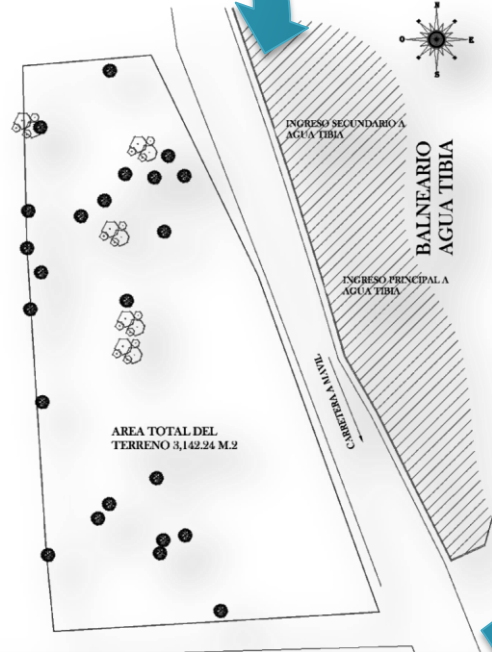 N
O
E
S
INGRESO SECUNDARIO A
AGUA TIBIA
BALNEARIO
AGUA TIBIA
INGRESO PRINCIPAL A
AGUA TIBIA
CARRETERA A MAVIL
AREA TOTAL DEL
TERRENO 3,142.24 M.2